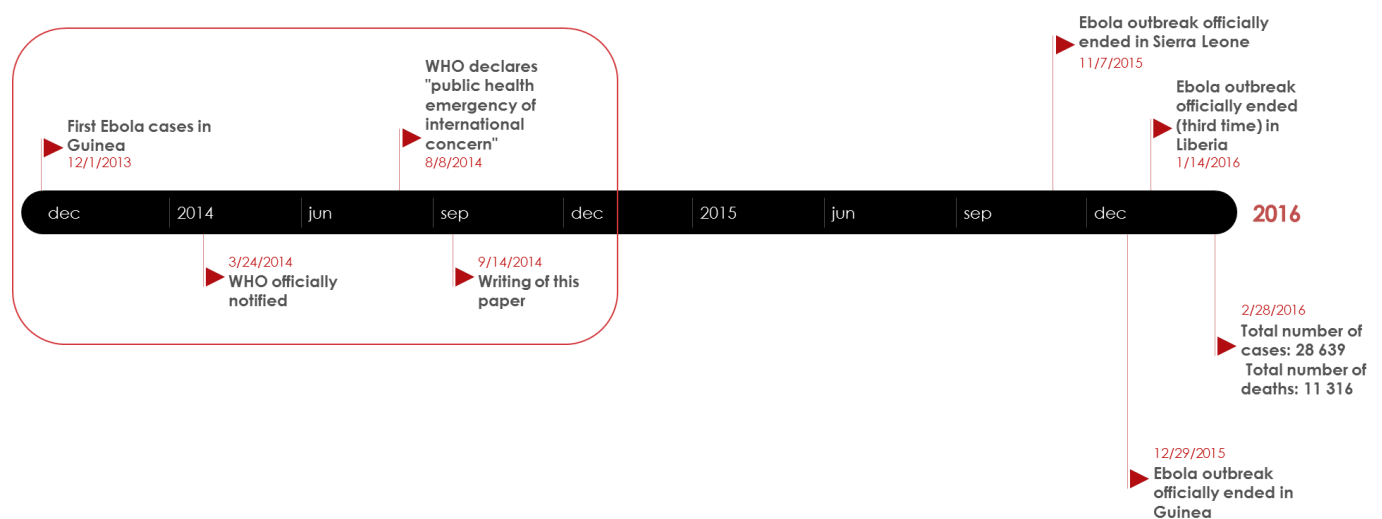 Ebola outbreak officially
ended in Sierra Leone
11/7/2015
WHO declares
"public health
emergency of
international
concern"
8/8/2014
Ebola outbreak
officially ended
(third time) in
Liberia
1/14/2016
First Ebola cases in
Guinea
12/1/2013
dec 2014 jun sep dec 2015 jun sep dec 2016
3/24/2014
WHO officially
notified
9/14/2014
Writing of this
paper
2/28/2016
Total number of
cases: 28 639
Total number of
deaths: 11 316
12/29/2015
Ebola outbreak
officially ended in
Guinea